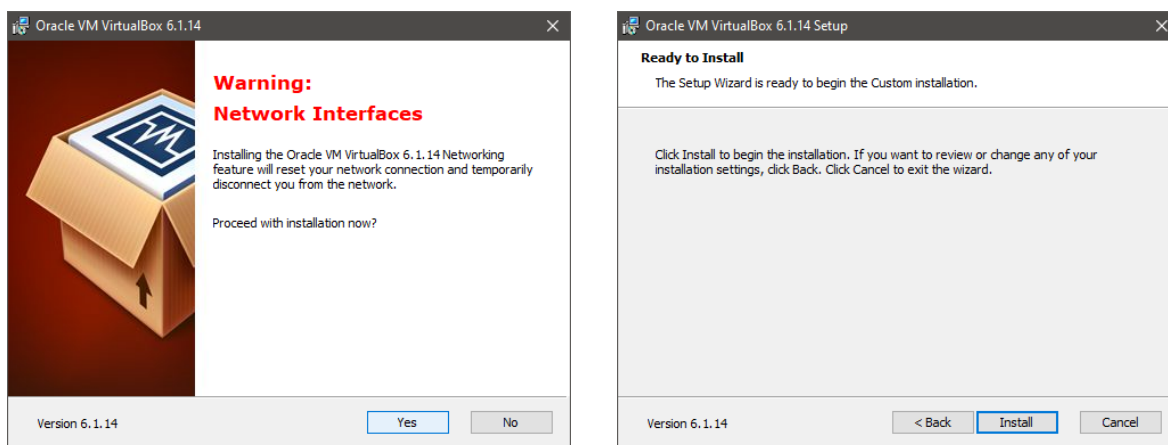 Oracle VM VirtualBox 6.1.14
Warning:
Network Interfaces
Installing the Oracle VM VirtualBox 6.1.14 Networking
feature will reset your network connection and temporarily
disconnect you from the network.
Proceed with installation now?
Version 6.1.14
Yes
No
Oracle VM VirtualBox 6.1.14 Setup
Ready to Install
The Setup Wizard is ready to begin the Custom installation.
Click Install to begin the installation. If you want to review or change any of your
installation settings, click Back. Click Cancel to exit the wizard.
Version 6.1.14
< Back
Install
Cancel